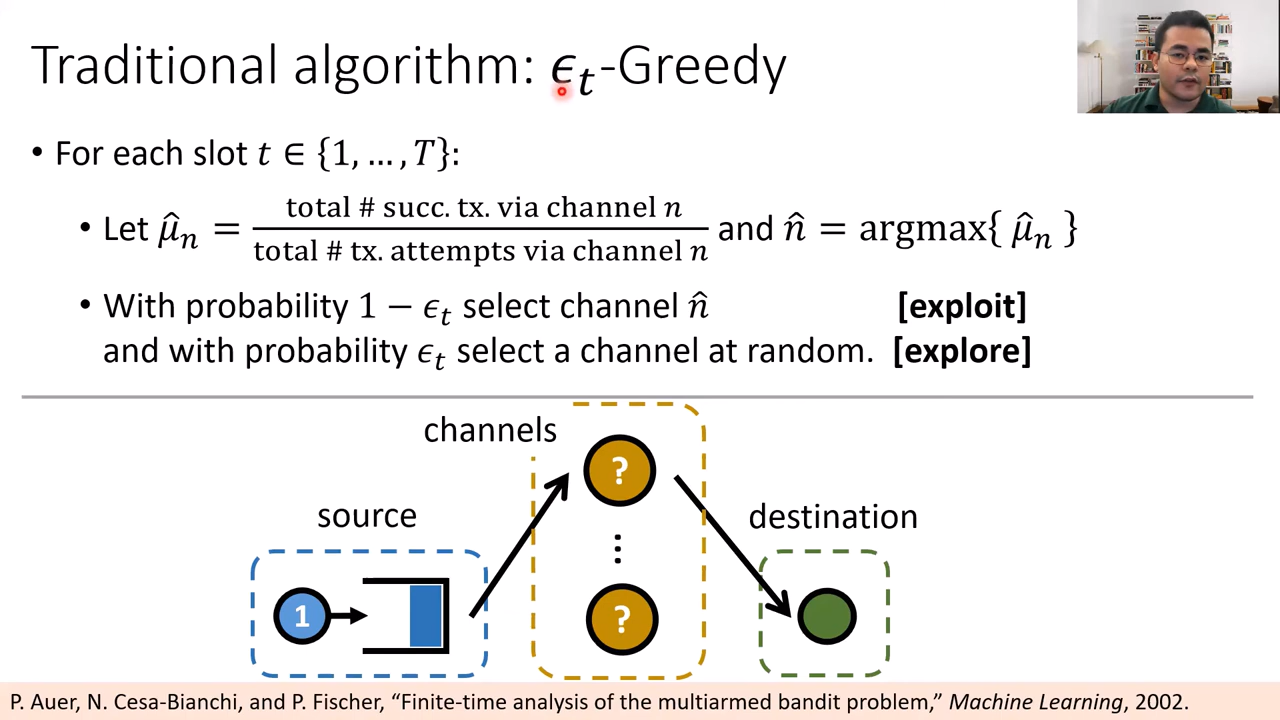 Traditional algorithm: ϵ_t-Greedy
• For each slot t ∈ {1, … , T}:
• Let μ̂_n = (total # succ. tx. via channel n) / (total # tx. attempts via channel n) and n̂ = argmax{ μ̂_n }
• With probability 1 − ϵ_t select channel n̂ [exploit]
and with probability ϵ_t select a channel at random. [explore]
channels
?
source
destination
⋮
1
?
P. Auer, N. Cesa-Bianchi, and P. Fischer, “Finite-time analysis of the multiarmed bandit problem,” Machine Learning, 2002.